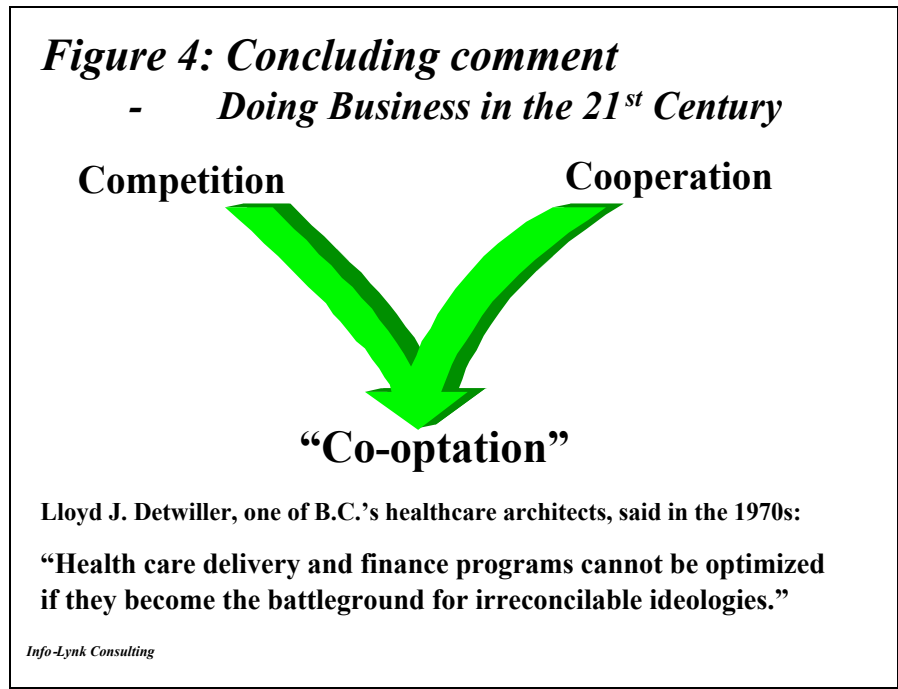 Figure 4: Concluding comment
- Doing Business in the 21st Century
Competition
Cooperation
“Co-optation”
Lloyd J. Detwiller, one of B.C.’s healthcare architects, said in the 1970s:
“Health care delivery and finance programs cannot be optimized
if they become the battleground for irreconcilable ideologies.”
Info-Lynk Consulting